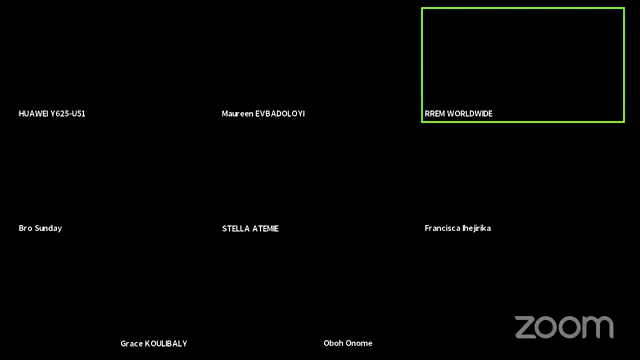 HUAWEI Y625-U51
Maureen EVBADOLOYI
RREM WORLDWIDE
Bro Sunday
STELLA ATEMIE
Francisca Ihejirika
zoom
Grace KOULIBALY
Oboh Onome